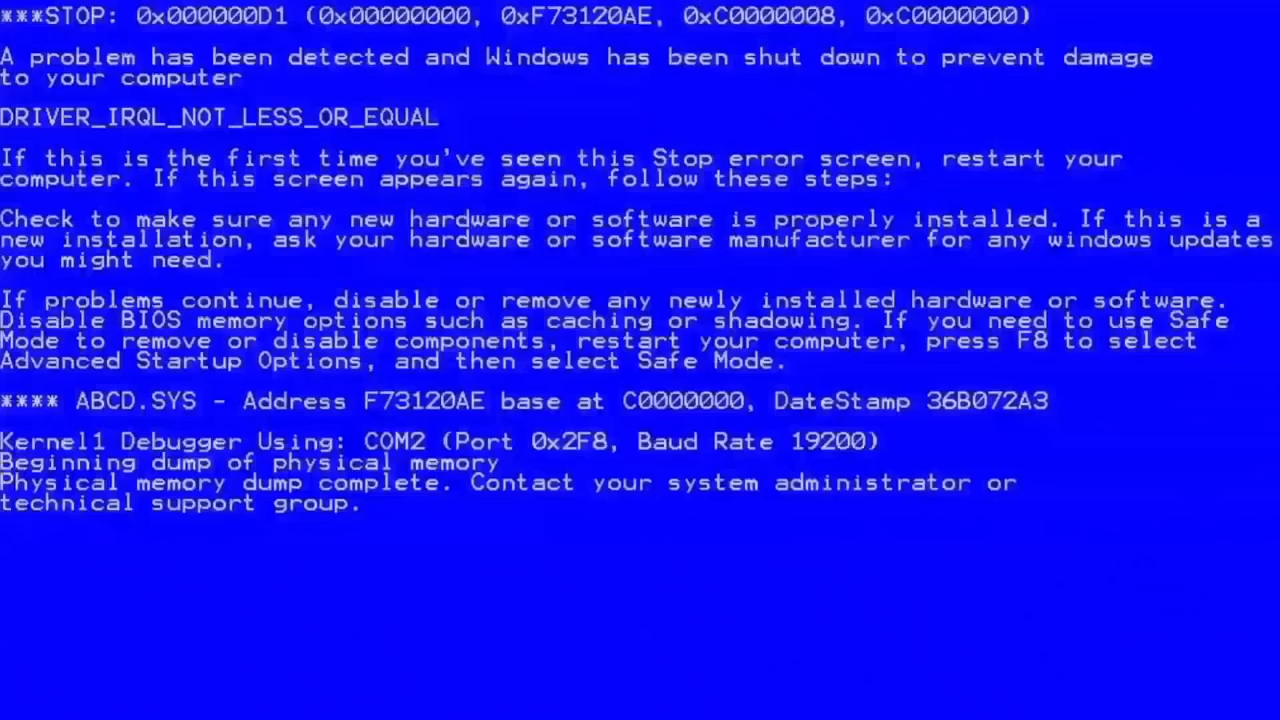 ***STOP: 0x000000D1 (0x00000000, 0xF73120AE, 0xC0000008, 0xC0000000)
A problem has been detected and Windows has been shut down to prevent damage
to your computer
DRIVER_IRQL_NOT_LESS_OR_EQUAL
If this is the first time you've seen this Stop error screen, restart your
computer. If this screen appears again, follow these steps:
Check to make sure any new hardware or software is properly installed. If this is a
new installation, ask your hardware or software manufacturer for any windows updates
you might need.
If problems continue, disable or remove any newly installed hardware or software.
Disable BIOS memory options such as caching or shadowing. If you need to use Safe
Mode to remove or disable components, restart your computer, press F8 to select
Advanced Startup Options, and then select Safe Mode.
**** ABCD.SYS - Address F73120AE base at C0000000, DateStamp 36B072A3
Kernel1 Debugger Using: COM2 (Port 0x2F8, Baud Rate 19200)
Beginning dump of physical memory
Physical memory dump complete. Contact your system administrator or
technical support group.